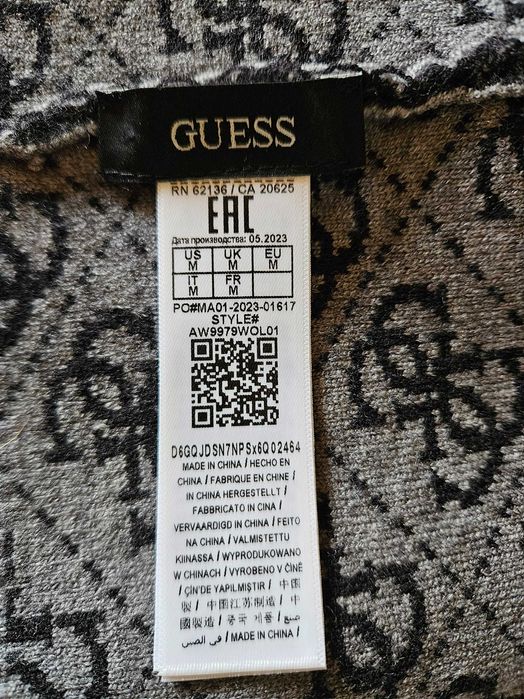 GUESS
RN 62136 / CA 20625
EAC
Дата производства: 05.2023
US UK EU
M M M
IT FR
M M
PO#MA01-2023-01617
STYLE#
AW9979WOL01
D6GQJDSN7NPSx6Q02464
MADE IN CHINA / HECHO EN
CHINA / FABRIQUE EN CHINE /
IN CHINA HERGESTELLT /
FABBRICATO IN CINA /
VERVAARDIGD IN CHINA / FEITO
NA CHINA / VALMISTETTU
KIINASSA / WYPRODUKOWANO
W CHINACH / VYROBENO V ČÍNĚ
/ ÇIN'DE YAPILMIŞTIR / 中国
製 / 中国江苏制造 / 中
國製造 / 중국 제품 / صنع
في الصين / MADE IN CHINA /